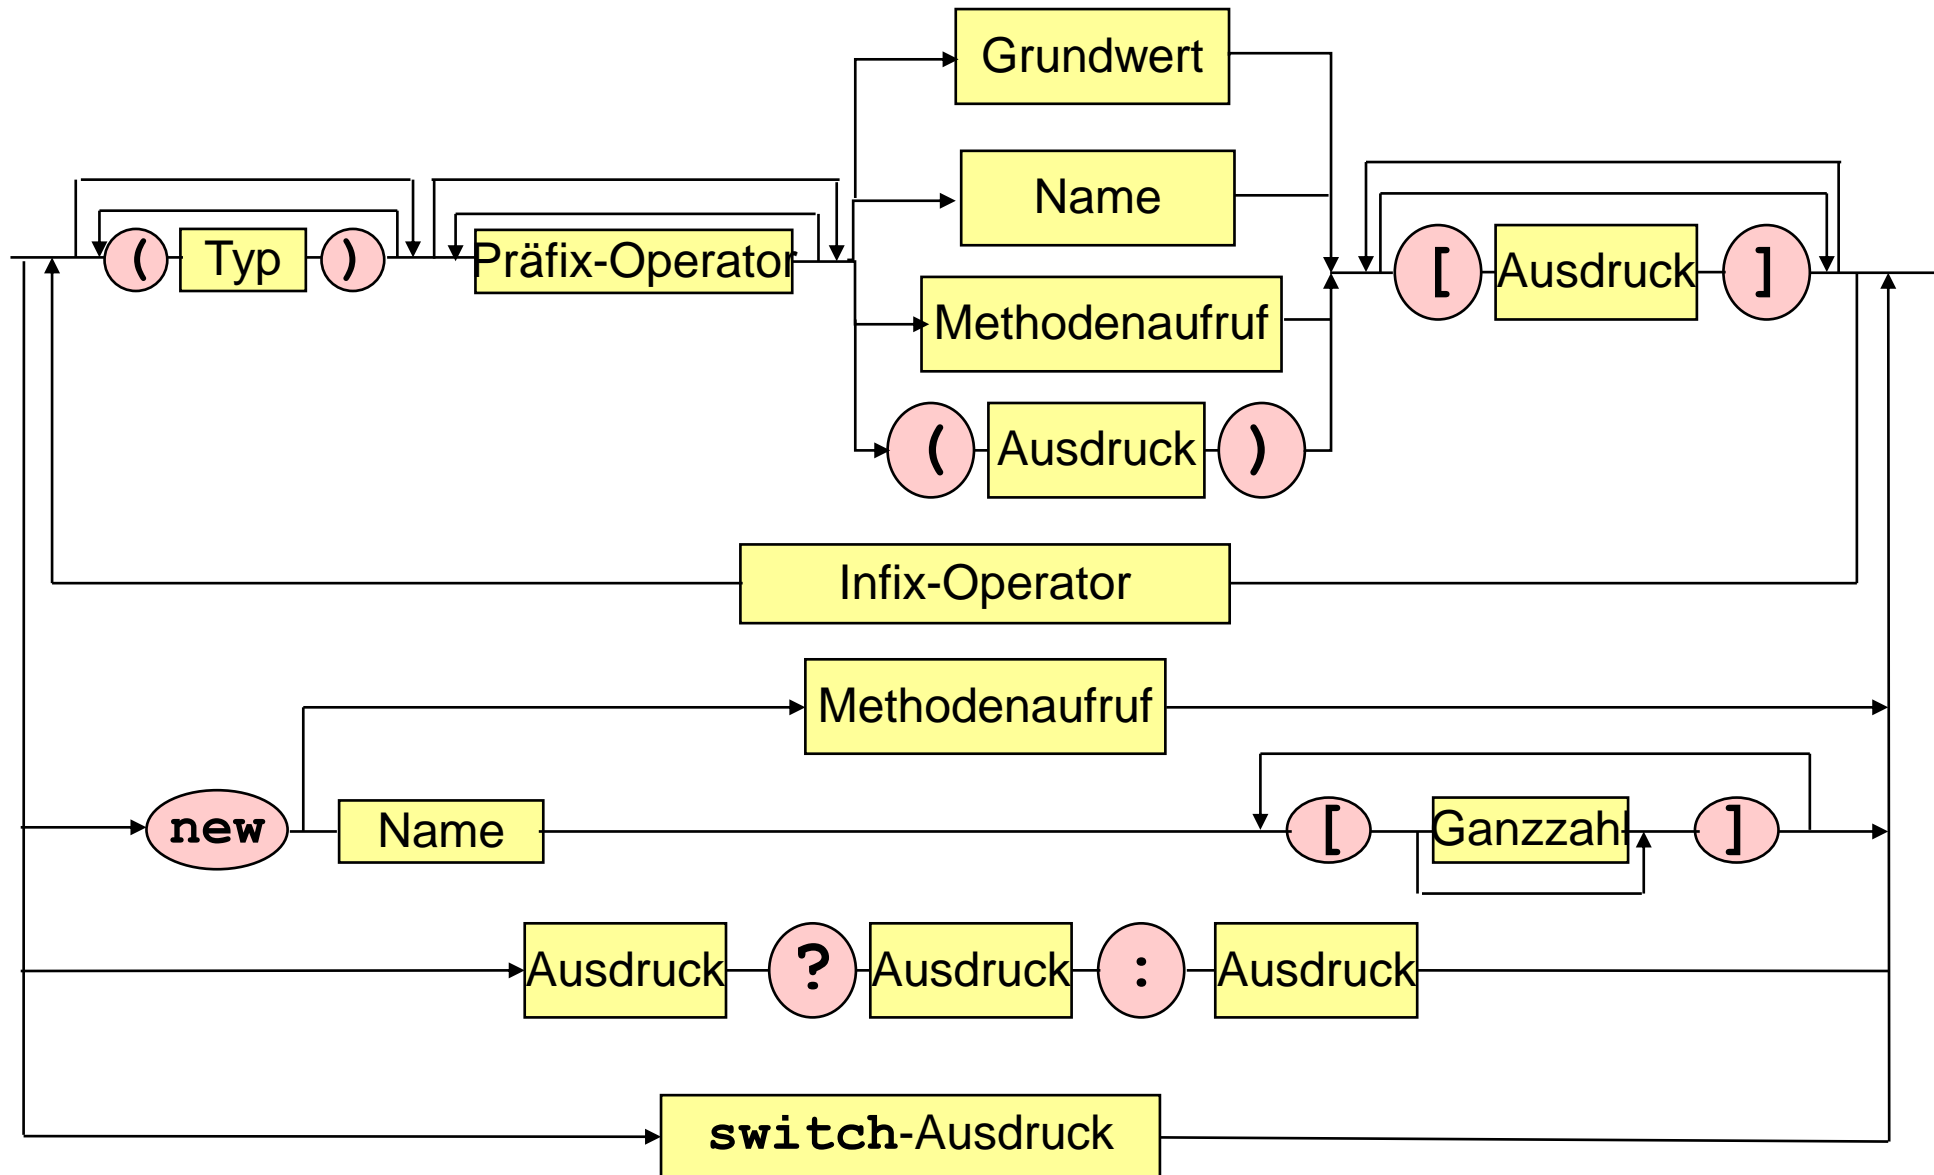 Grundwert
Name
( Typ ) Präfix-Operator
[ Ausdruck ]
Methodenaufruf
( Ausdruck )
Infix-Operator
Methodenaufruf
new Name [ Ganzzahl ]
Ausdruck ? Ausdruck : Ausdruck
switch-Ausdruck